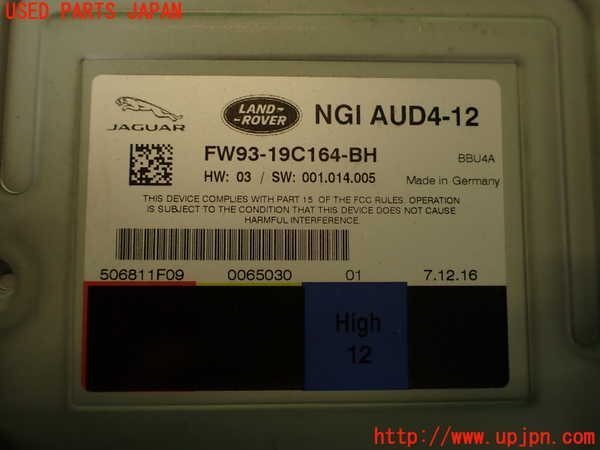 USED PARTS JAPAN
JAGUAR
LAND-
-ROVER
NGI AUD4-12
FW93-19C164-BH
BBU4A
HW: 03 / SW: 001.014.005
Made in Germany
THIS DEVICE COMPLIES WITH PART 15 OF THE FCC RULES. OPERATION
IS SUBJECT TO THE CONDITION THAT THIS DEVICE DOES NOT CAUSE
HARMFUL INTERFERENCE.
506811F09 0065030 01 7.12.16
High
12
http://www.upjpn.com/